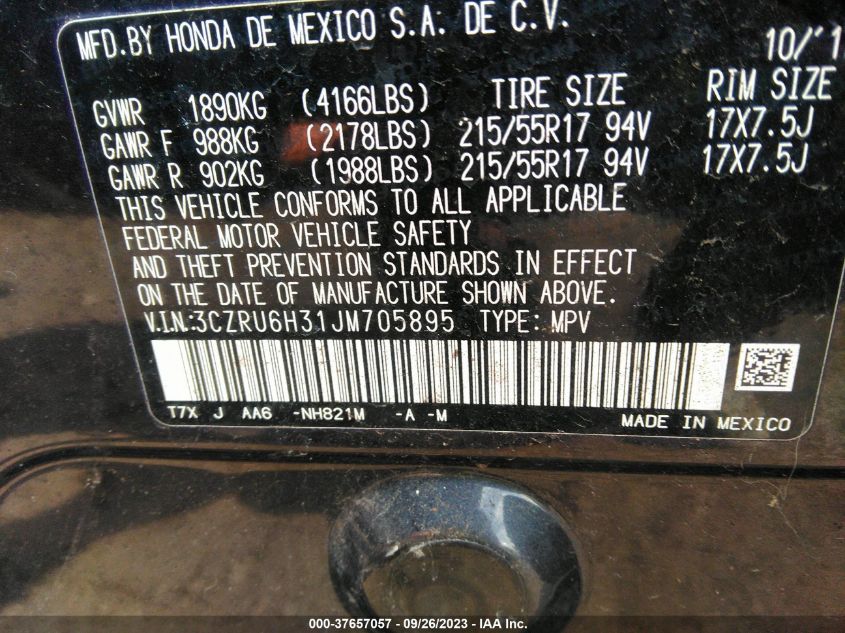 MFD.BY HONDA DE MEXICO S.A. DE C.V. 10/'1
GVWR 1890KG (4166LBS) TIRE SIZE RIM SIZE
GAWR F 988KG (2178LBS) 215/55R17 94V 17X7.5J
GAWR R 902KG (1988LBS) 215/55R17 94V 17X7.5J
THIS VEHICLE CONFORMS TO ALL APPLICABLE
FEDERAL MOTOR VEHICLE SAFETY
AND THEFT PREVENTION STANDARDS IN EFFECT
ON THE DATE OF MANUFACTURE SHOWN ABOVE.
V.I.N:3CZRU6H31JM705895 TYPE: MPV
T7X J AA6 -NH821M -A -M
MADE IN MEXICO
000-37657057 - 09/26/2023 - IAA Inc.